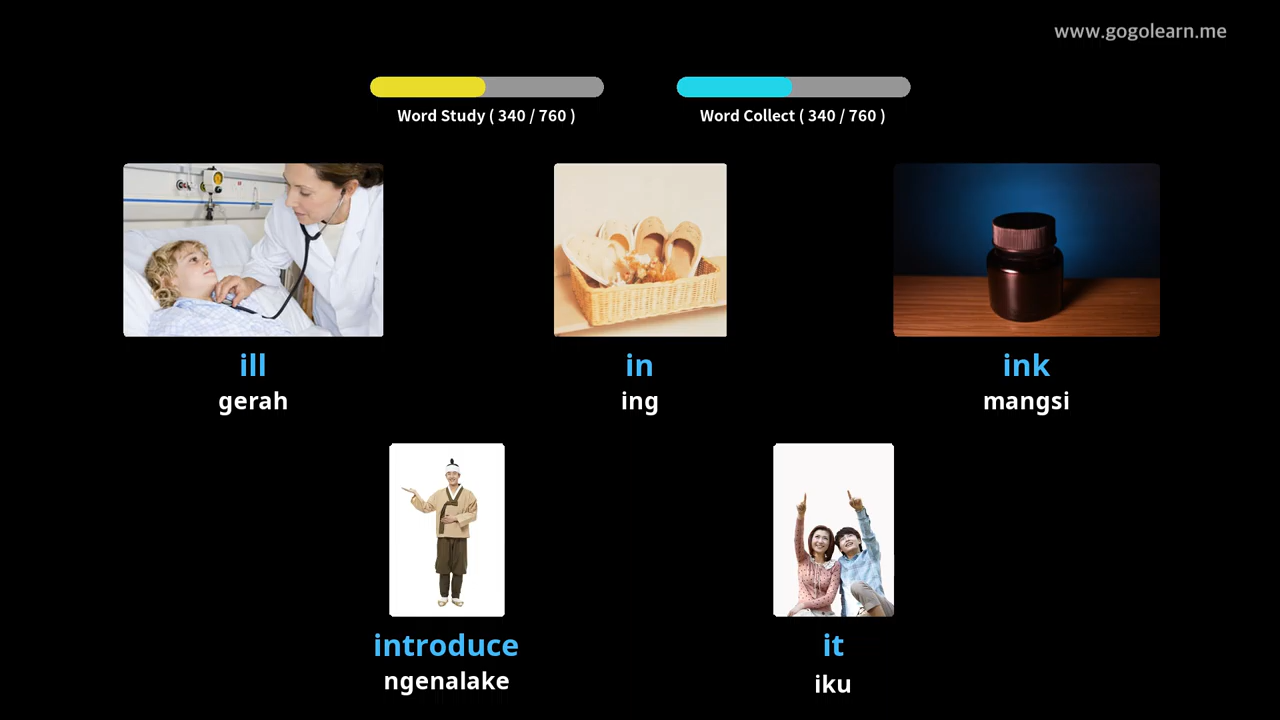 www.gogolearn.me
Word Study ( 340 / 760 )
Word Collect ( 340 / 760 )
ill
gerah
in
ing
ink
mangsi
introduce
ngenalake
it
iku